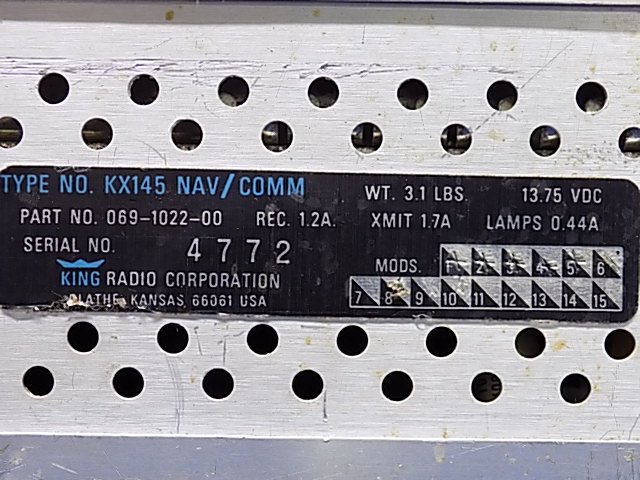 TYPE NO. KX145 NAV/COMM
WT. 3.1 LBS. 13.75 VDC
PART NO. 069-1022-00 REC. 1.2A. XMIT 1.7A LAMPS 0.44A
SERIAL NO. 4772
KING RADIO CORPORATION
OLATHE, KANSAS, 66061 USA
MODS. 1 2 3 4 5 6
7 8 9 10 11 12 13 14 15